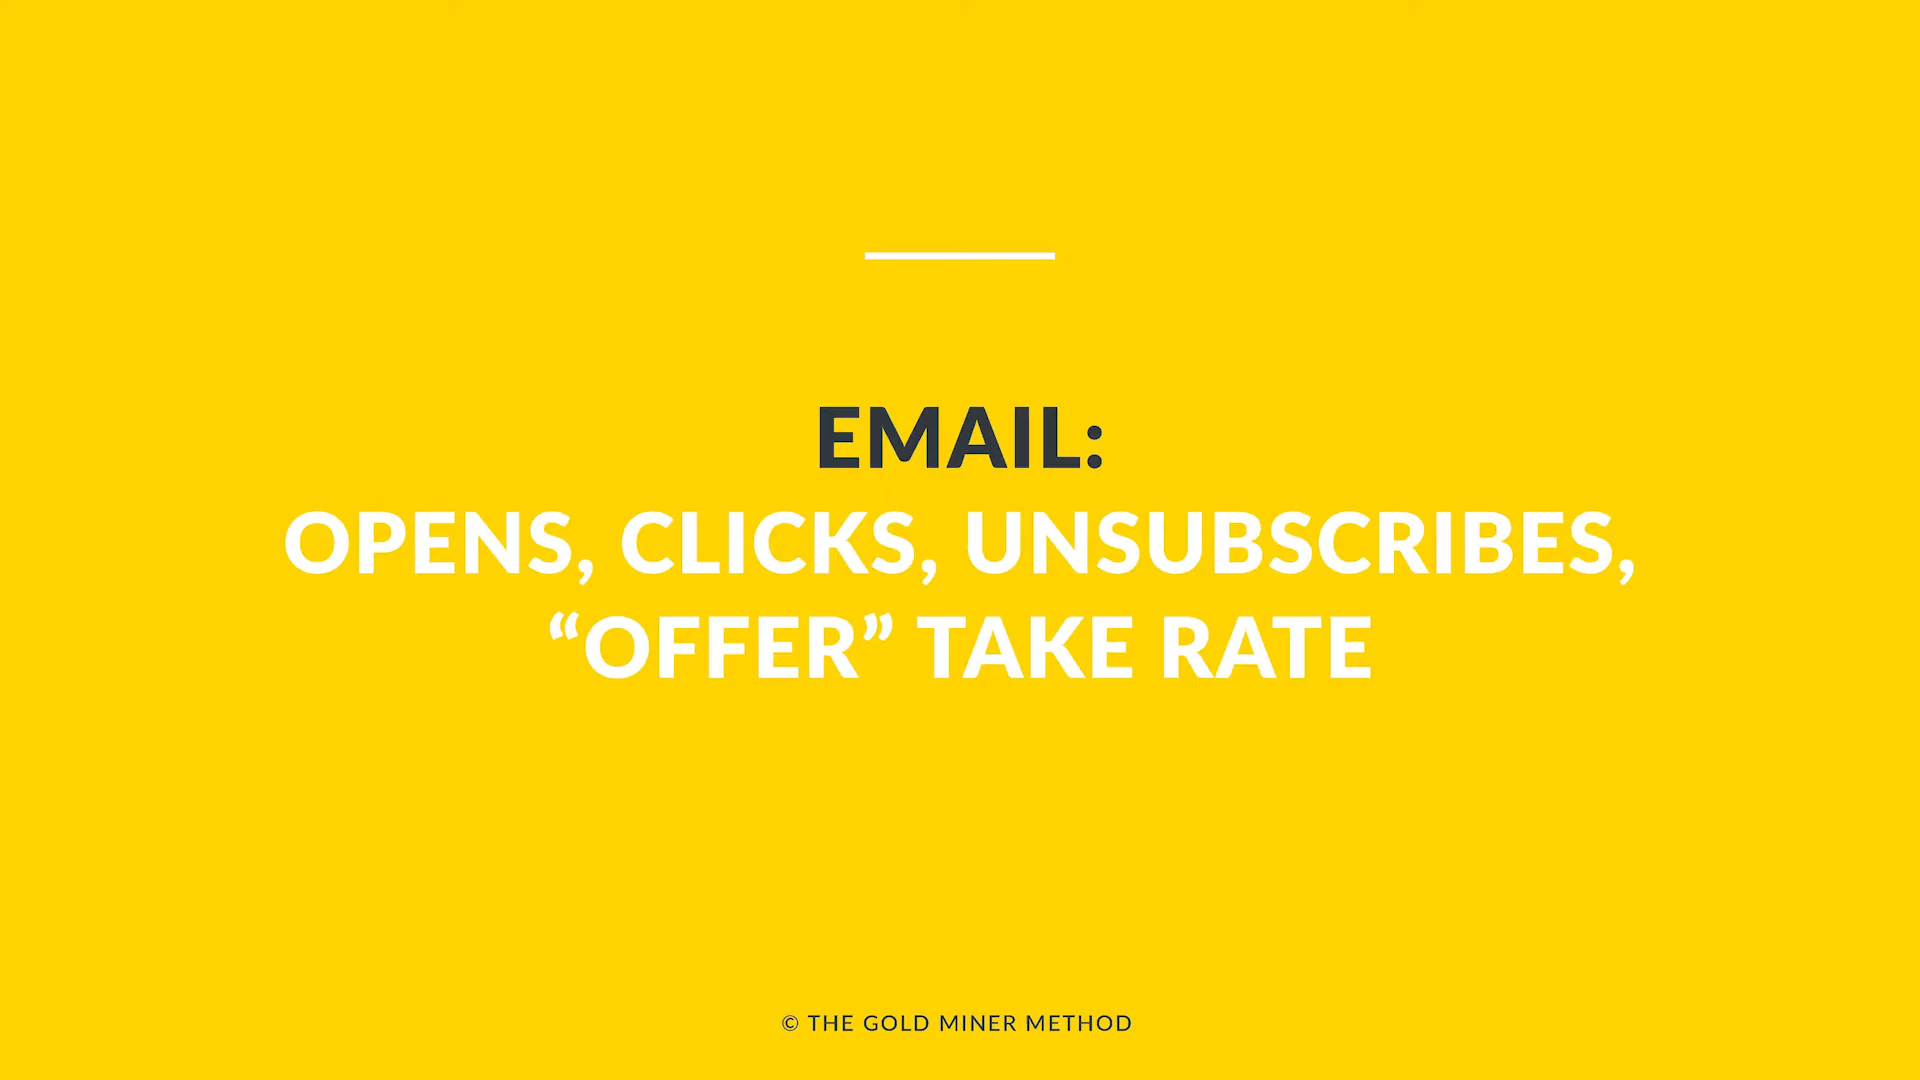 EMAIL:
OPENS, CLICKS, UNSUBSCRIBES,
“OFFER” TAKE RATE
© THE GOLD MINER METHOD